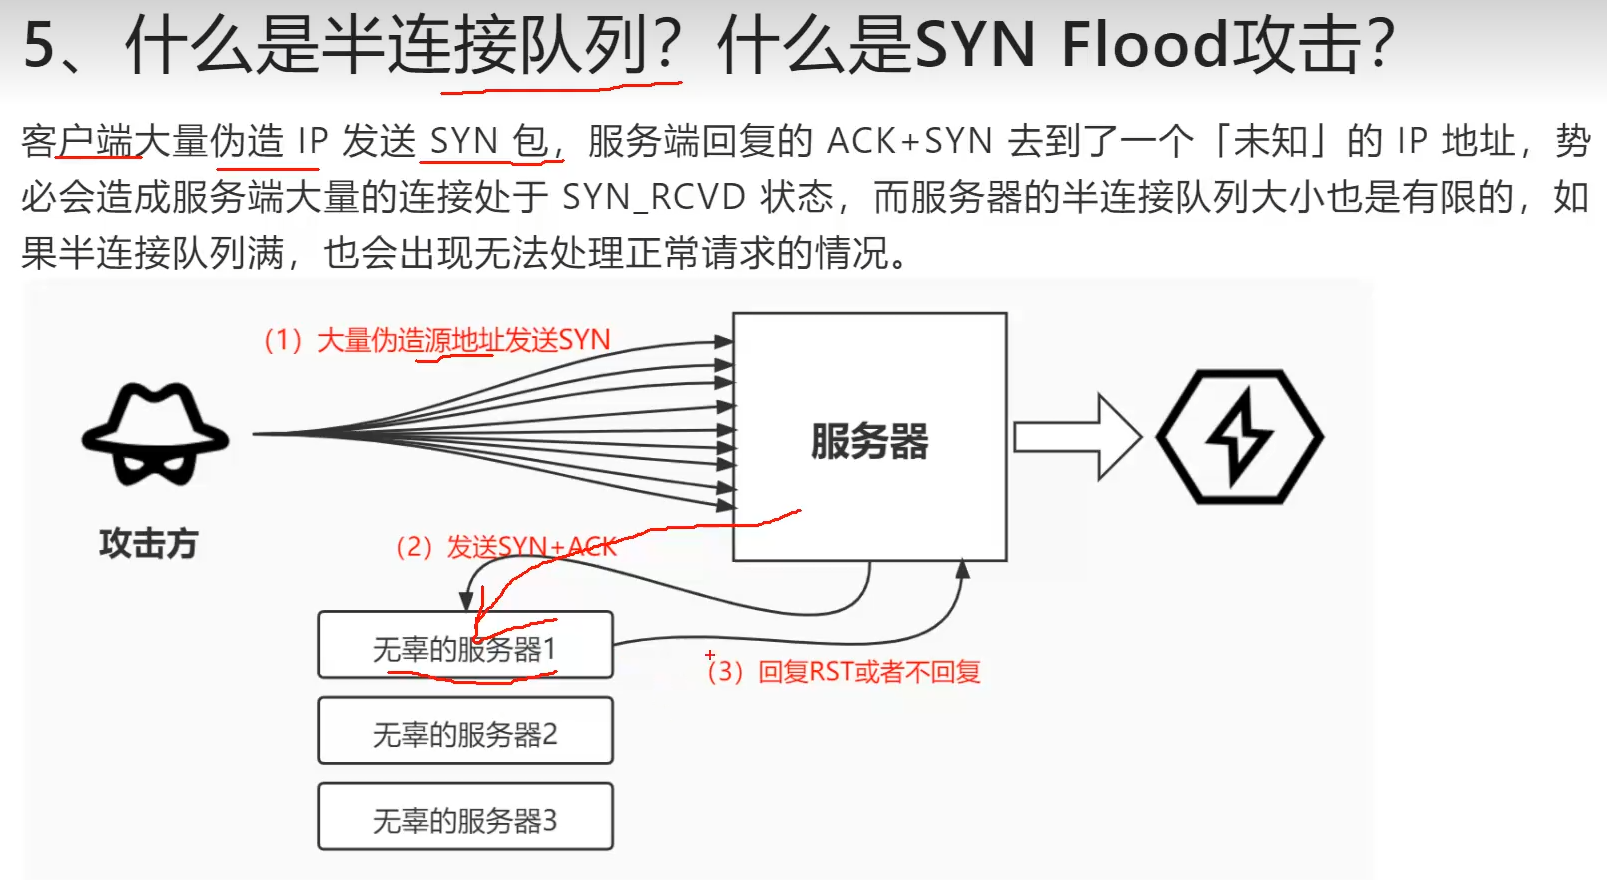 5、什么是半连接队列？什么是SYN Flood攻击？
客户端大量伪造 IP 发送 SYN 包，服务端回复的 ACK+SYN 去到了一个「未知」的 IP 地址，势
必会造成服务端大量的连接处于 SYN_RCVD 状态，而服务器的半连接队列大小也是有限的，如
果半连接队列满，也会出现无法处理正常请求的情况。
（1）大量伪造源地址发送SYN
服务器
攻击方
（2）发送SYN+ACK
无辜的服务器1
（3）回复RST或者不回复
无辜的服务器2
无辜的服务器3